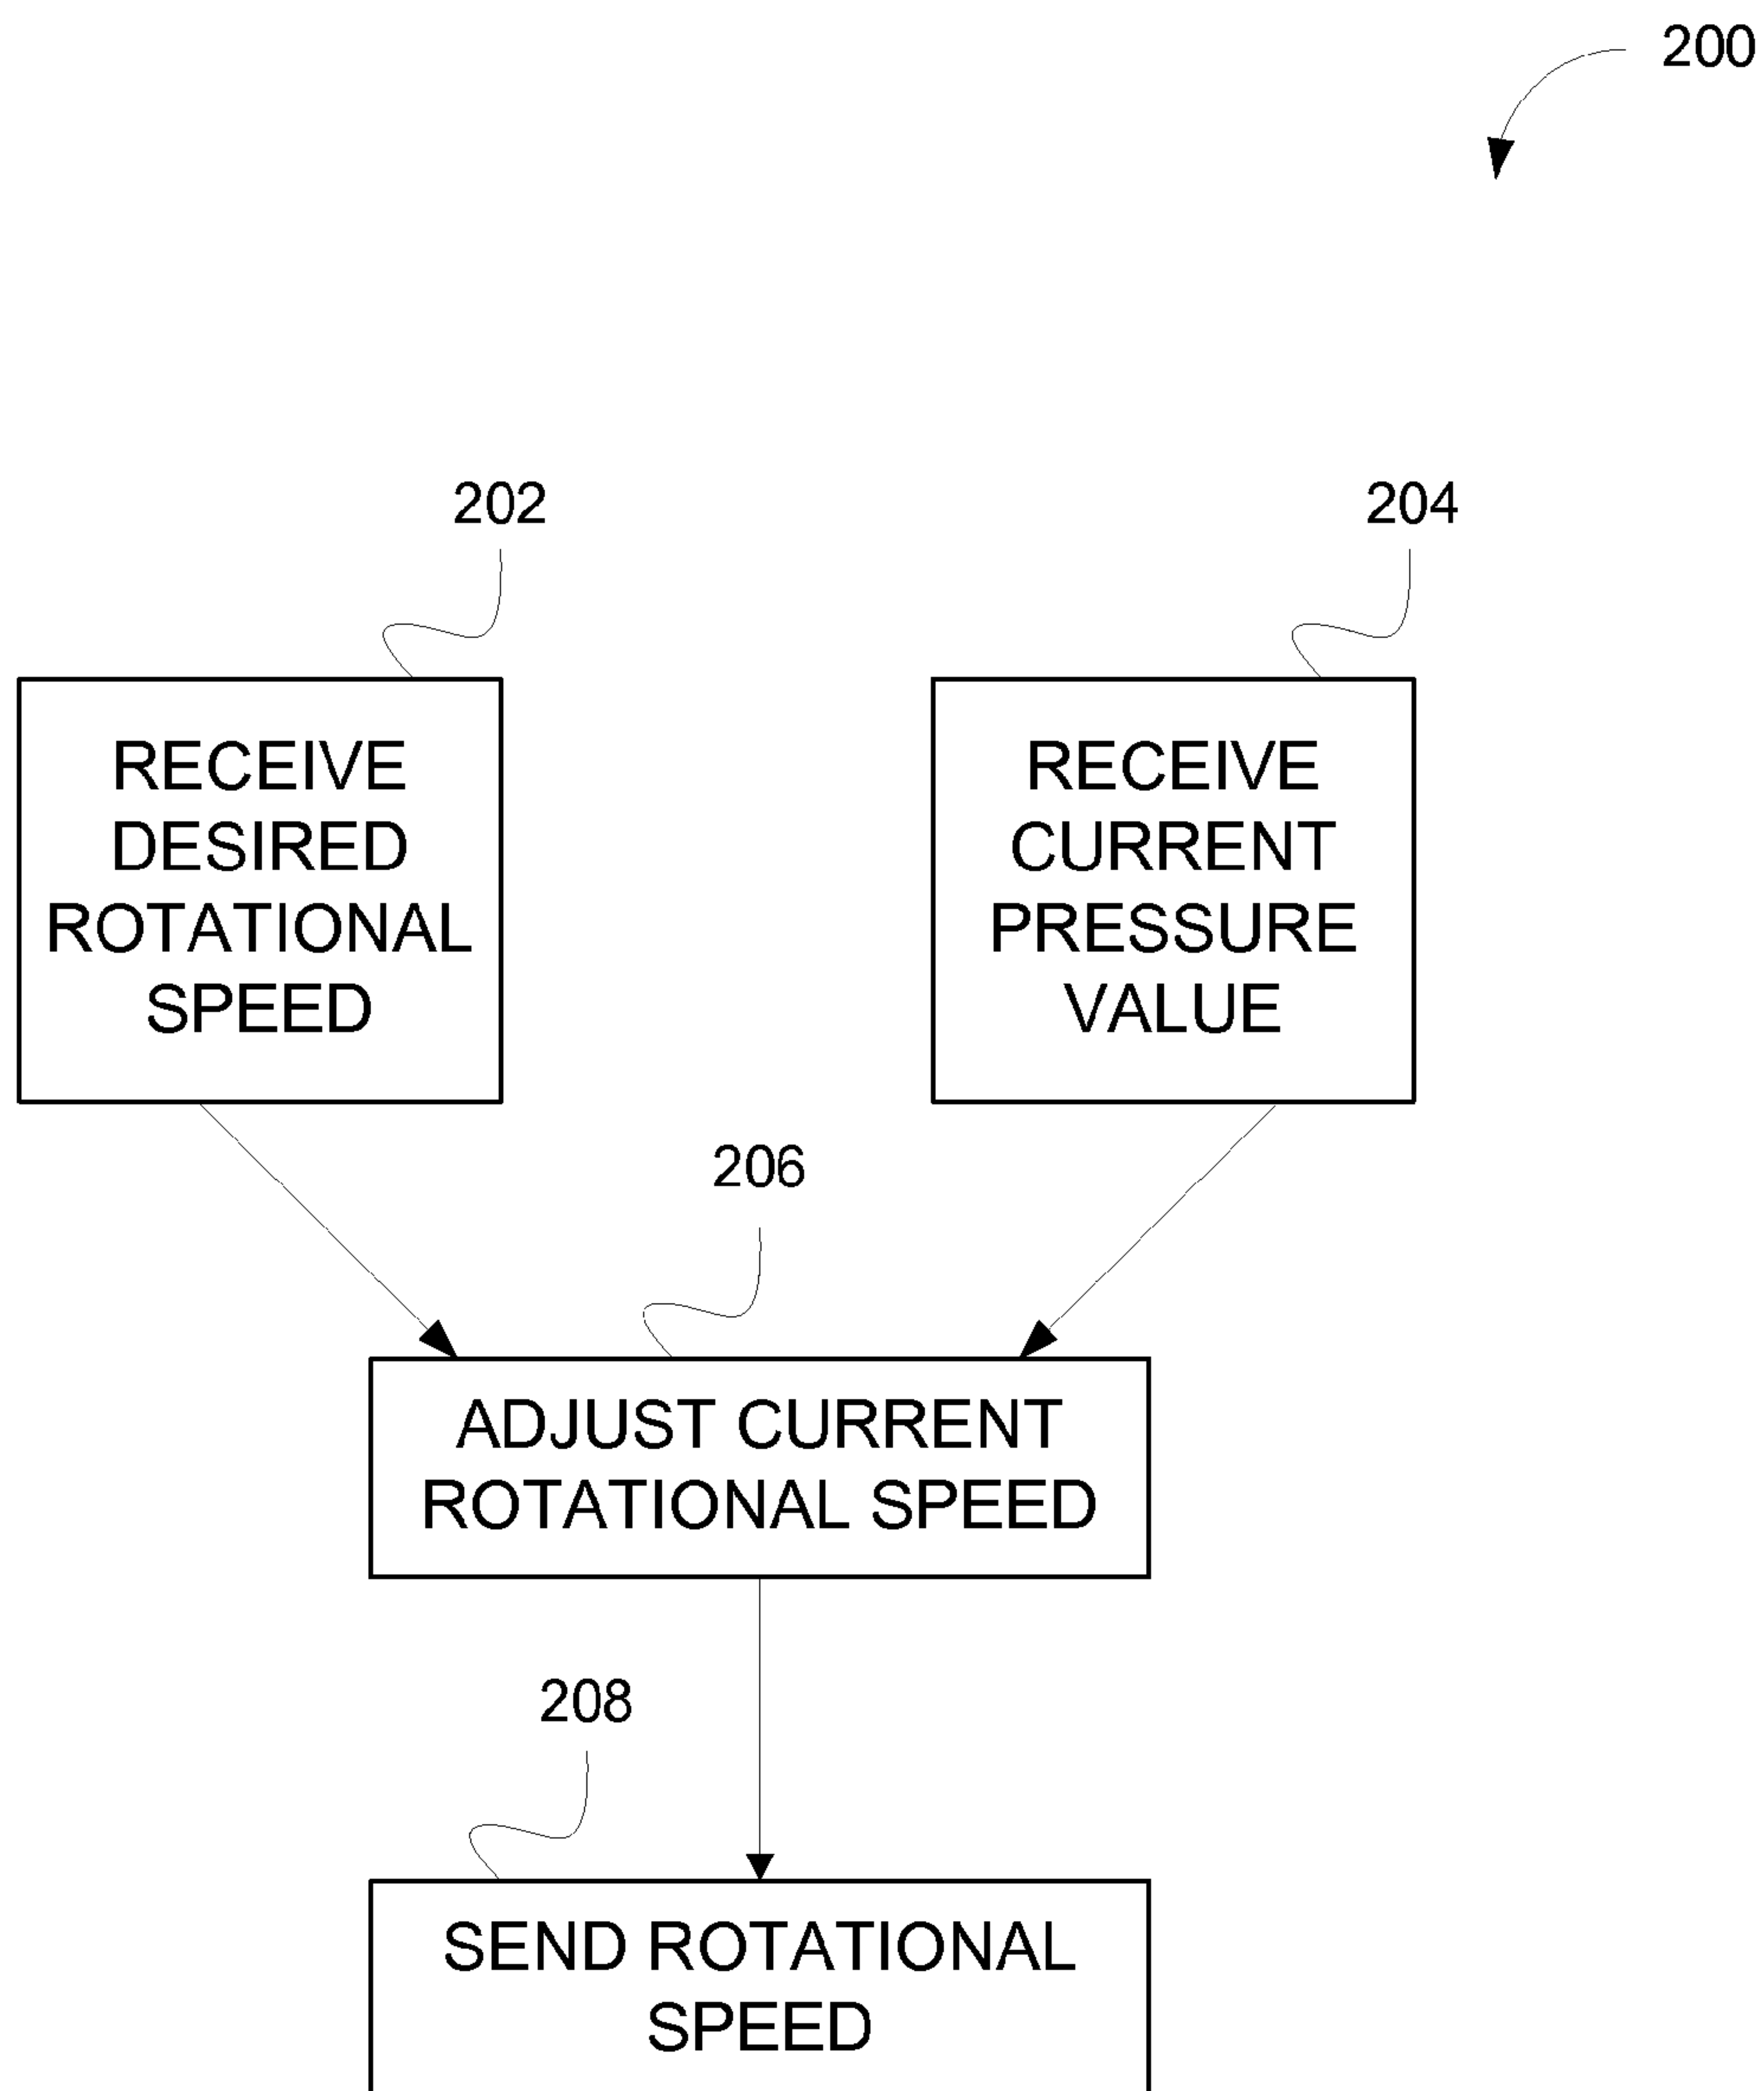 200
202
204
RECEIVE
DESIRED
ROTATIONAL
SPEED
RECEIVE
CURRENT
PRESSURE
VALUE
206
ADJUST CURRENT
ROTATIONAL SPEED
208
SEND ROTATIONAL
SPEED